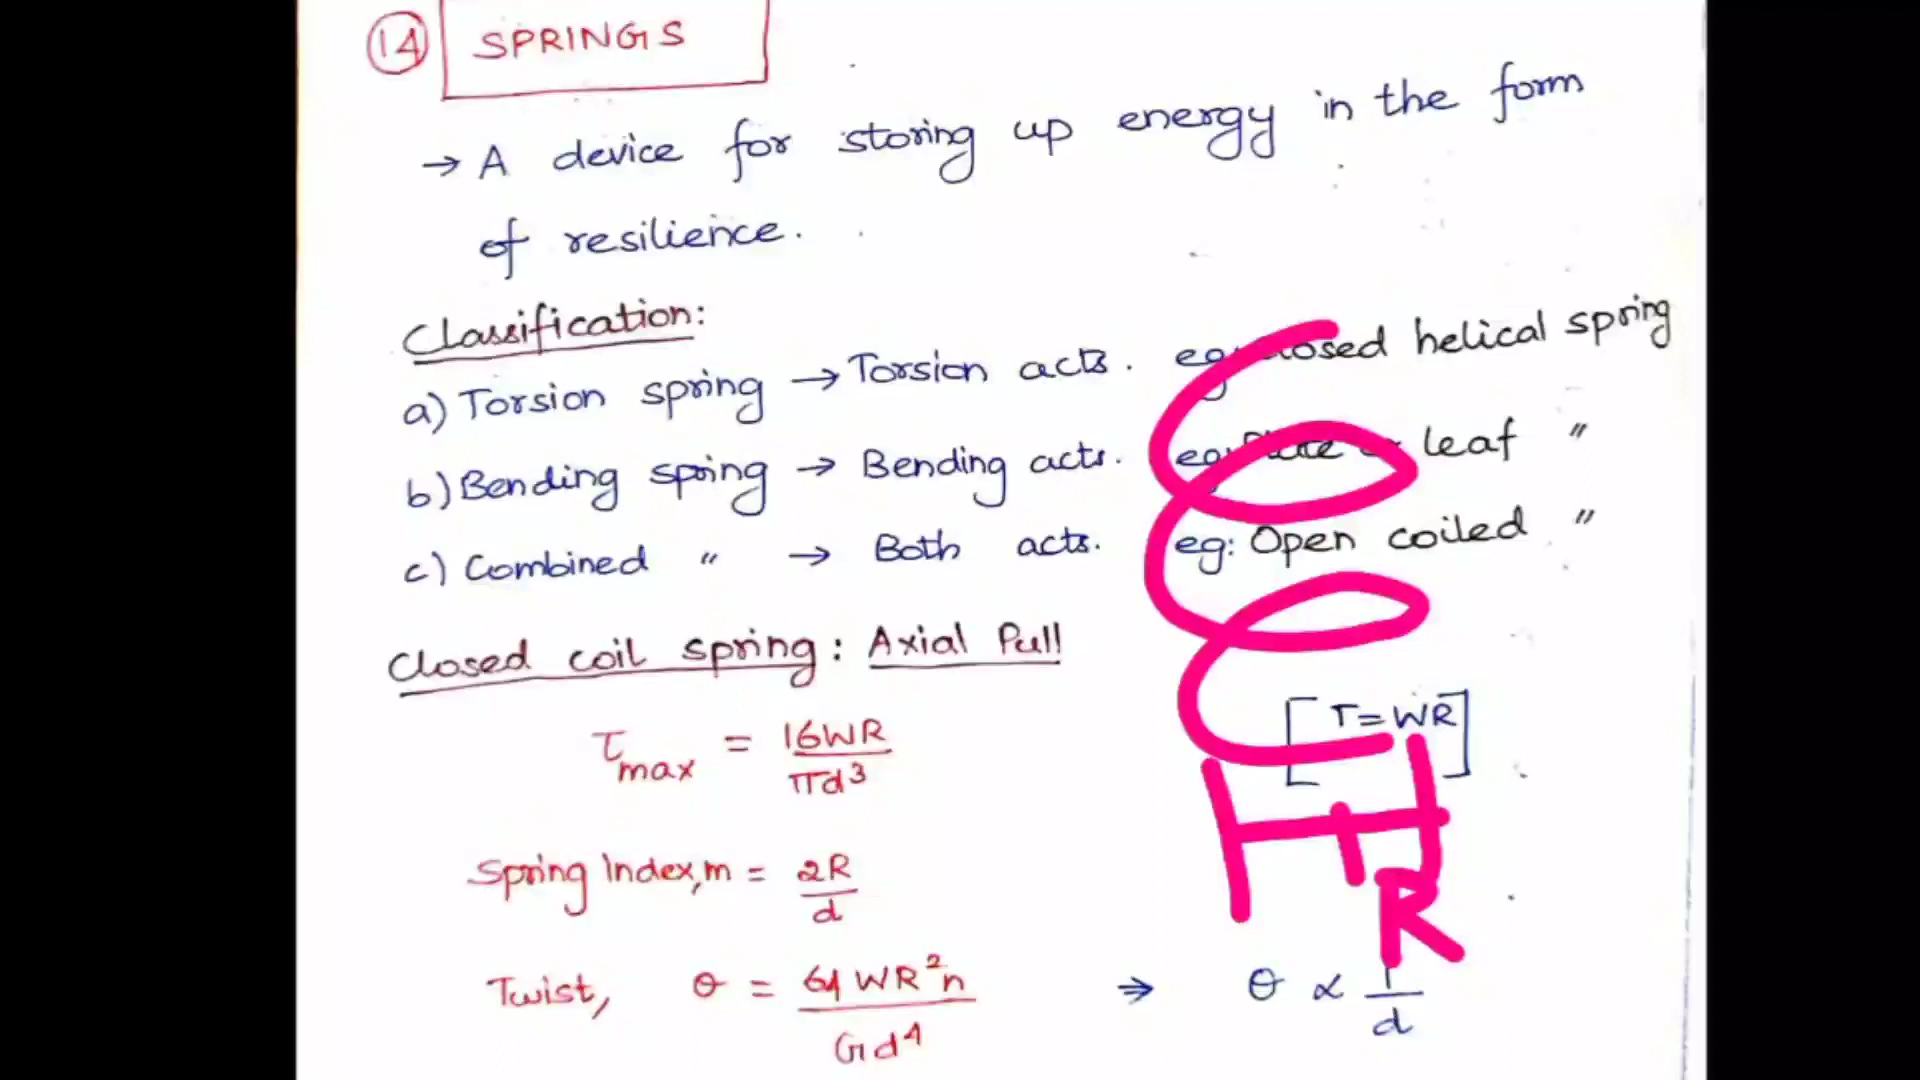 14 SPRINGS
→ A device for storing up energy in the form
of resilience.
Classification:
a) Torsion spring → Torsion acts. eg: closed helical spring
b) Bending spring → Bending acts. eg: Plate or leaf "
c) Combined " → Both acts. eg: Open coiled "
Closed coil spring: Axial Pull
τmax = 16WR / πd³ [T=WR]
R
Spring Index, m = 2R / d
Twist, θ = 64WR²n / Gd⁴ ⇒ θ ∝ 1 / d